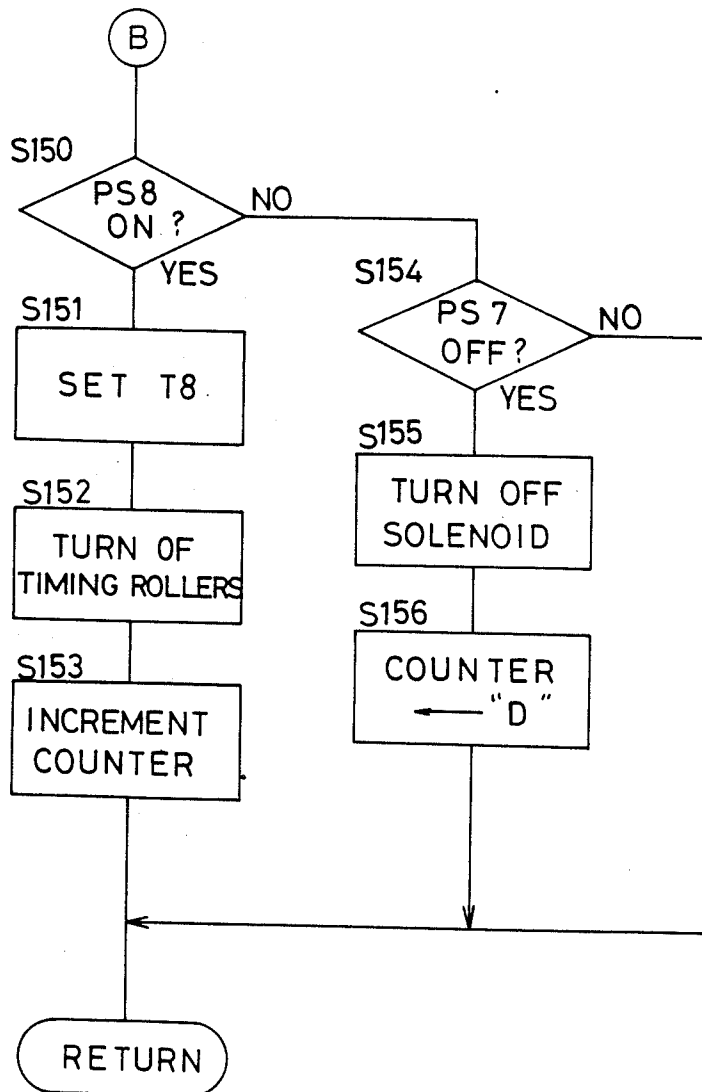 B
S150
PS8
ON ?
NO
YES
S151
SET T8
S152
TURN OF
TIMING ROLLERS
S153
INCREMENT
COUNTER
S154
PS 7
OFF?
NO
YES
S155
TURN OFF
SOLENOID
S156
COUNTER
← "D"
RETURN